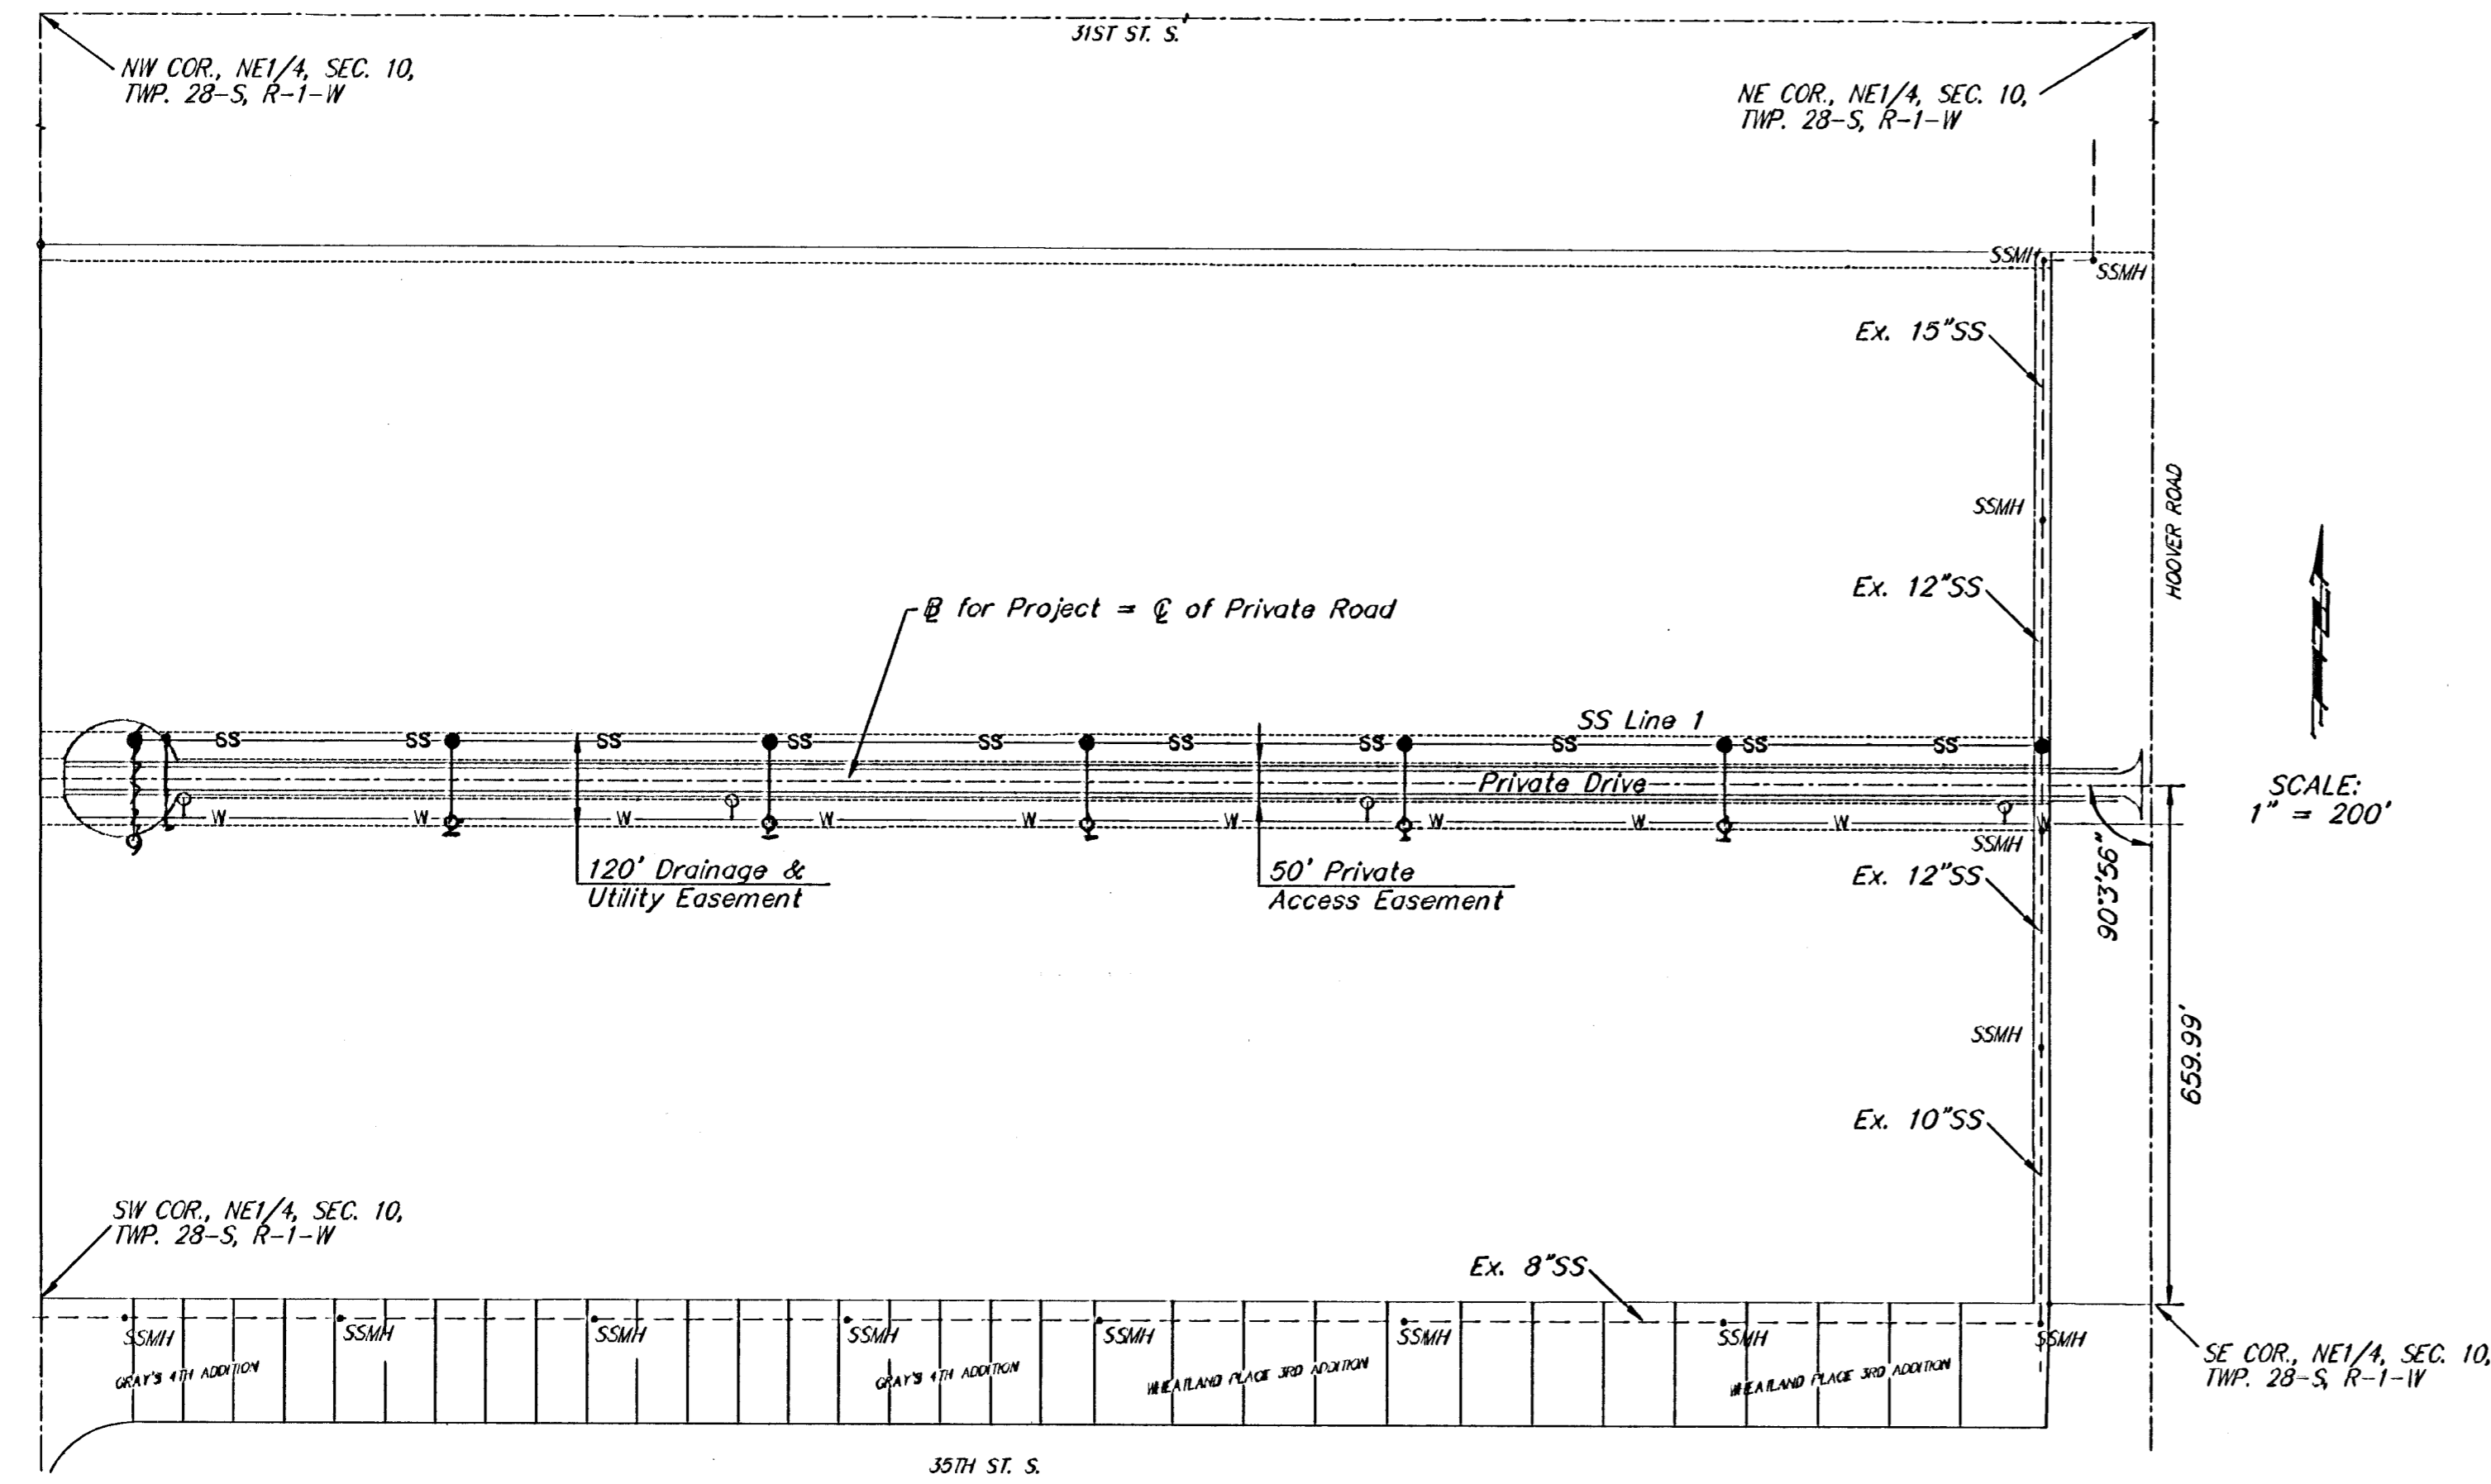 31ST ST. S.
NW COR., NE1/4, SEC. 10,
TWP. 28-S, R-1-W
NE COR., NE1/4, SEC. 10,
TWP. 28-S, R-1-W
SSMH
SSMH
Ex. 15"SS
HOOVER ROAD
SSMH
Ex. 12"SS
℔ for Project = ℄ of Private Road
SS Line 1
SS SS SS SS SS SS SS SS SS SS
Private Drive
SCALE:
1" = 200'
W W W W W W W W W W
SSMH
120' Drainage &
Utility Easement
50' Private
Access Easement
Ex. 12"SS
90°3'56"
SSMH
659.99'
Ex. 10"SS
SW COR., NE1/4, SEC. 10,
TWP. 28-S, R-1-W
Ex. 8"SS
SSMH SSMH SSMH SSMH SSMH SSMH SSMH SSMH
SE COR., NE1/4, SEC. 10,
TWP. 28-S, R-1-W
GRAY'S 4TH ADDITION
GRAY'S 4TH ADDITION
WHEATLAND PLACE 3RD ADDITION
WHEATLAND PLACE 3RD ADDITION
35TH ST. S.